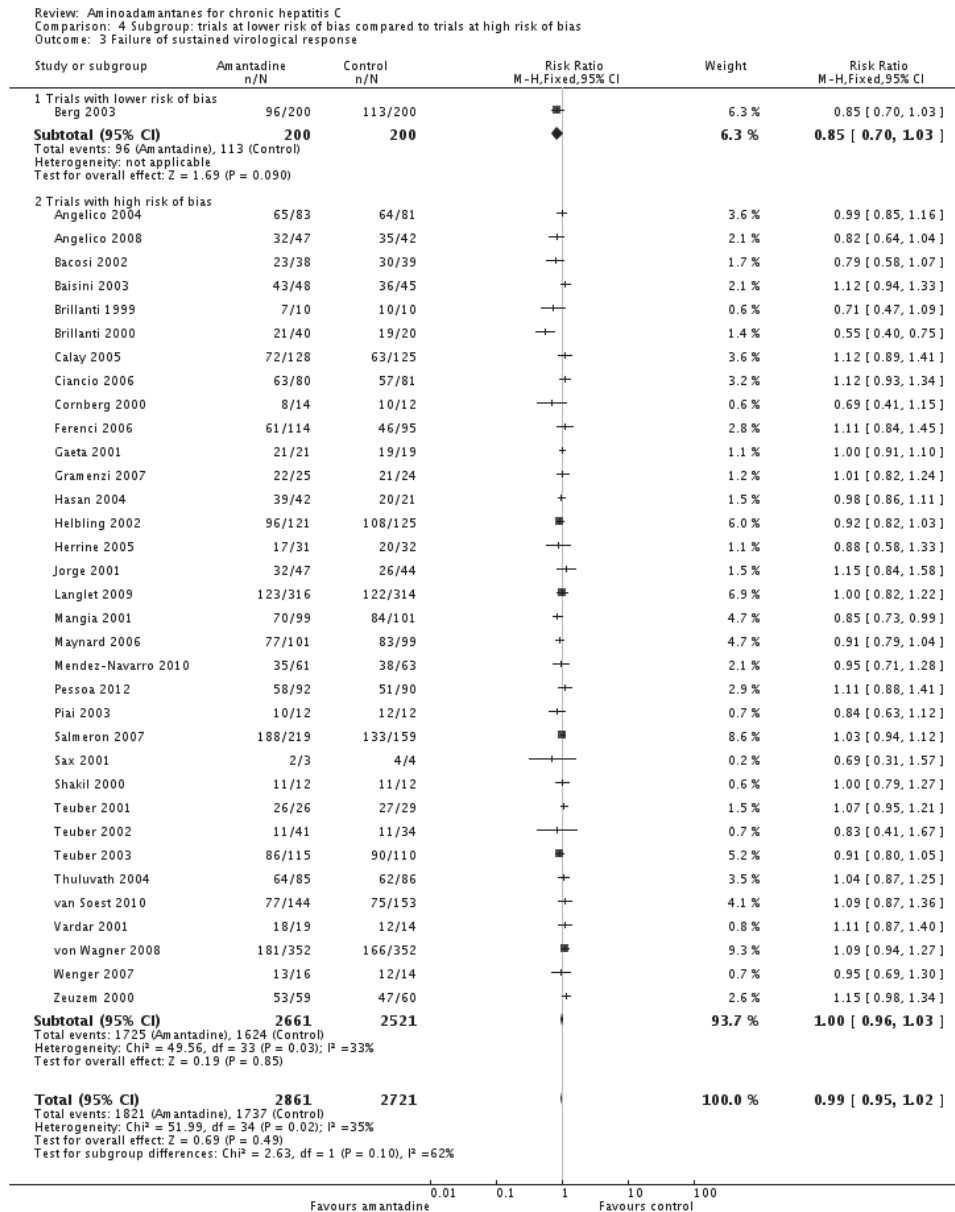 Review: Aminoadamantanes for chronic hepatitis C
Comparison: 4 Subgroup: trials at lower risk of bias compared to trials at high risk of bias
Outcome: 3 Failure of sustained virological response
Study or subgroup Amantadine Control Risk Ratio Weight Risk Ratio
n/N n/N M-H,Fixed,95% CI M-H,Fixed,95% CI
1 Trials with lower risk of bias
Berg 2003 96/200 113/200 6.3 % 0.85 [ 0.70, 1.03 ]
Subtotal (95% CI) 200 200 6.3 % 0.85 [ 0.70, 1.03 ]
Total events: 96 (Amantadine), 113 (Control)
Heterogeneity: not applicable
Test for overall effect: Z = 1.69 (P = 0.090)
2 Trials with high risk of bias
Angelico 2004 65/83 64/81 3.6 % 0.99 [ 0.85, 1.16 ]
Angelico 2008 32/47 35/42 2.1 % 0.82 [ 0.64, 1.04 ]
Bacosi 2002 23/38 30/39 1.7 % 0.79 [ 0.58, 1.07 ]
Baisini 2003 43/48 36/45 2.1 % 1.12 [ 0.94, 1.33 ]
Brillanti 1999 7/10 10/10 0.6 % 0.71 [ 0.47, 1.09 ]
Brillanti 2000 21/40 19/20 1.4 % 0.55 [ 0.40, 0.75 ]
Calay 2005 72/128 63/125 3.6 % 1.12 [ 0.89, 1.41 ]
Ciancio 2006 63/80 57/81 3.2 % 1.12 [ 0.93, 1.34 ]
Cornberg 2000 8/14 10/12 0.6 % 0.69 [ 0.41, 1.15 ]
Ferenci 2006 61/114 46/95 2.8 % 1.11 [ 0.84, 1.45 ]
Gaeta 2001 21/21 19/19 1.1 % 1.00 [ 0.91, 1.10 ]
Gramenzi 2007 22/25 21/24 1.2 % 1.01 [ 0.82, 1.24 ]
Hasan 2004 39/42 20/21 1.5 % 0.98 [ 0.86, 1.11 ]
Helbling 2002 96/121 108/125 6.0 % 0.92 [ 0.82, 1.03 ]
Herrine 2005 17/31 20/32 1.1 % 0.88 [ 0.58, 1.33 ]
Jorge 2001 32/47 26/44 1.5 % 1.15 [ 0.84, 1.58 ]
Langlet 2009 123/316 122/314 6.9 % 1.00 [ 0.82, 1.22 ]
Mangia 2001 70/99 84/101 4.7 % 0.85 [ 0.73, 0.99 ]
Maynard 2006 77/101 83/99 4.7 % 0.91 [ 0.79, 1.04 ]
Mendez-Navarro 2010 35/61 38/63 2.1 % 0.95 [ 0.71, 1.28 ]
Pessoa 2012 58/92 51/90 2.9 % 1.11 [ 0.88, 1.41 ]
Piai 2003 10/12 12/12 0.7 % 0.84 [ 0.63, 1.12 ]
Salmeron 2007 188/219 133/159 8.6 % 1.03 [ 0.94, 1.12 ]
Sax 2001 2/3 4/4 0.2 % 0.69 [ 0.31, 1.57 ]
Shakil 2000 11/12 11/12 0.6 % 1.00 [ 0.79, 1.27 ]
Teuber 2001 26/26 27/29 1.5 % 1.07 [ 0.95, 1.21 ]
Teuber 2002 11/41 11/34 0.7 % 0.83 [ 0.41, 1.67 ]
Teuber 2003 86/115 90/110 5.2 % 0.91 [ 0.80, 1.05 ]
Thuluvath 2004 64/85 62/86 3.5 % 1.04 [ 0.87, 1.25 ]
van Soest 2010 77/144 75/153 4.1 % 1.09 [ 0.87, 1.36 ]
Vardar 2001 18/19 12/14 0.8 % 1.11 [ 0.87, 1.40 ]
von Wagner 2008 181/352 166/352 9.3 % 1.09 [ 0.94, 1.27 ]
Wenger 2007 13/16 12/14 0.7 % 0.95 [ 0.69, 1.30 ]
Zeuzem 2000 53/59 47/60 2.6 % 1.15 [ 0.98, 1.34 ]
Subtotal (95% CI) 2661 2521 93.7 % 1.00 [ 0.96, 1.03 ]
Total events: 1725 (Amantadine), 1624 (Control)
Heterogeneity: Chi² = 49.56, df = 33 (P = 0.03); I² =33%
Test for overall effect: Z = 0.19 (P = 0.85)
Total (95% CI) 2861 2721 100.0 % 0.99 [ 0.95, 1.02 ]
Total events: 1821 (Amantadine), 1737 (Control)
Heterogeneity: Chi² = 51.99, df = 34 (P = 0.02); I² =35%
Test for overall effect: Z = 0.69 (P = 0.49)
Test for subgroup differences: Chi² = 2.63, df = 1 (P = 0.10), I² =62%
0.01 0.1 1 10 100
Favours amantadine Favours control